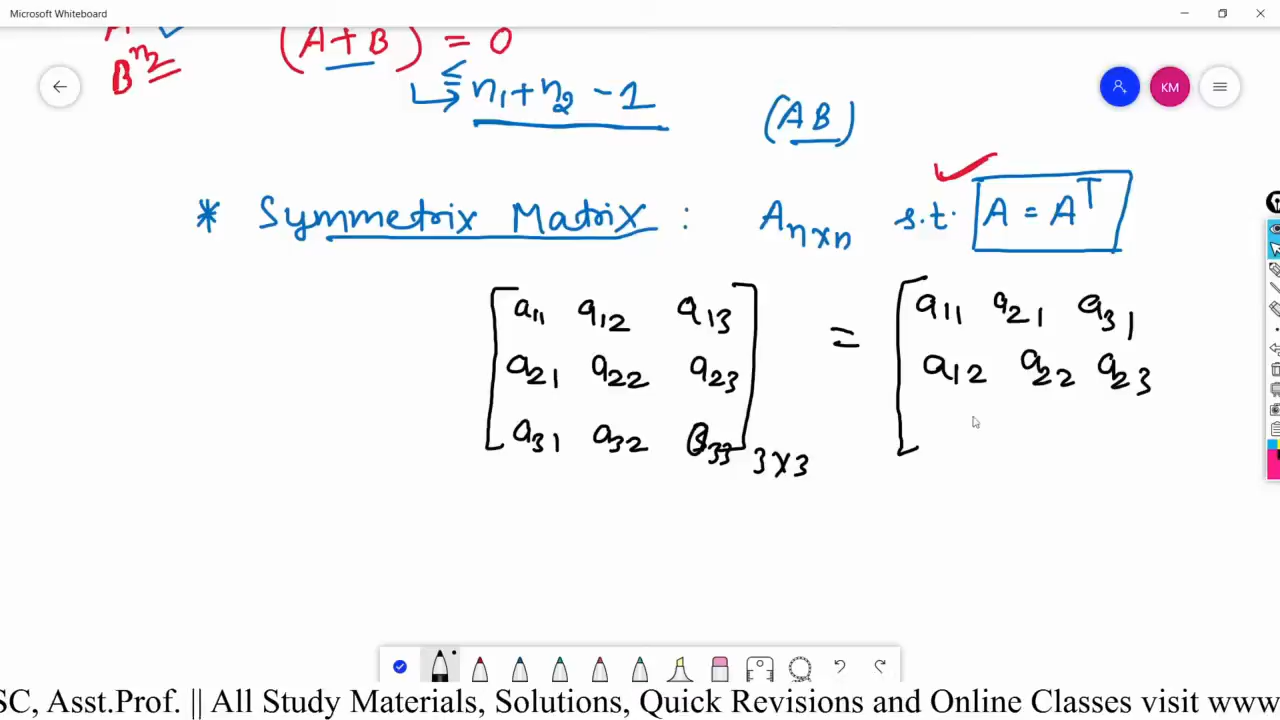 Microsoft Whiteboard
(A+B) = 0
B^n2
≤ n1+n2 -1
(AB)
KM
* Symmetrix Matrix : A n×n s.t. A = A^T
a11 a12 a13 = a11 a21 a31
a21 a22 a23 a12 a22 a23
a31 a32 a33 3×3
SC, Asst.Prof. || All Study Materials, Solutions, Quick Revisions and Online Classes visit www